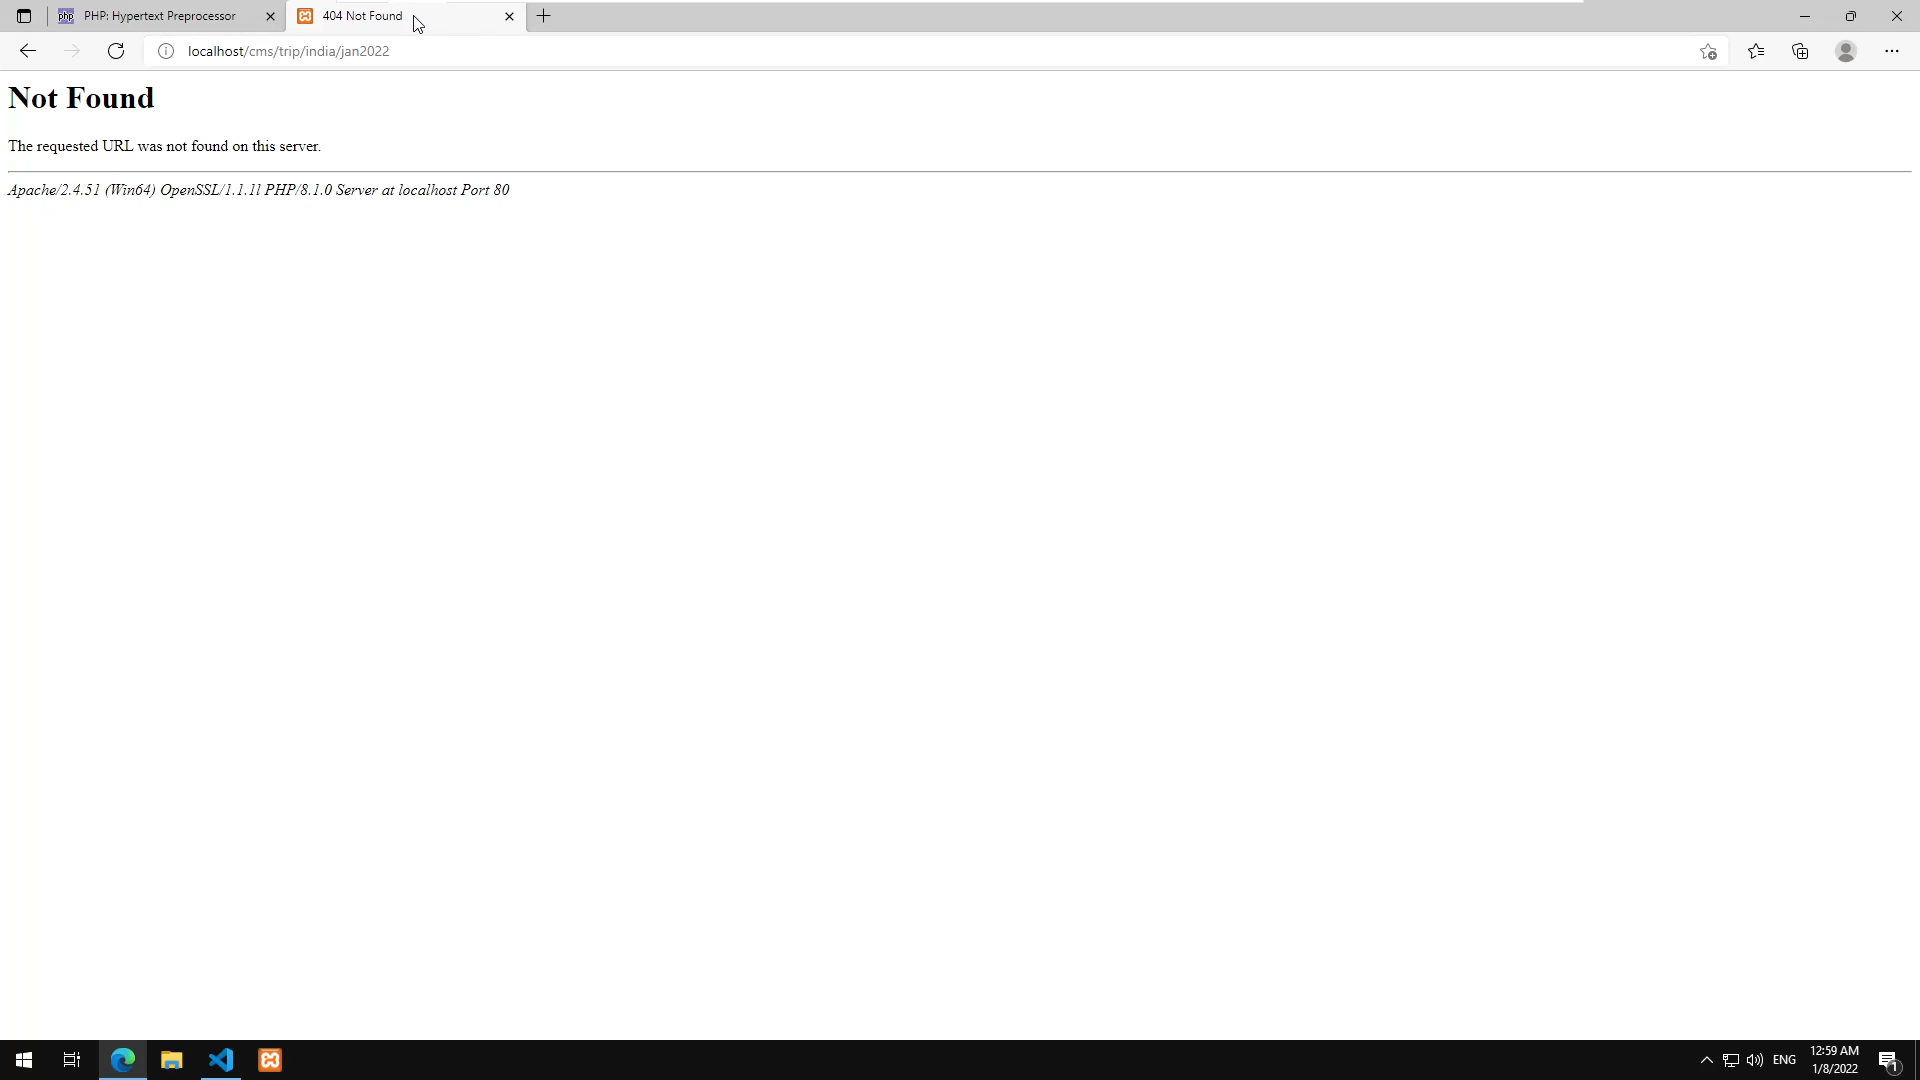 php PHP: Hypertext Preprocessor
404 Not Found
localhost/cms/trip/india/jan2022
Not Found
The requested URL was not found on this server.
Apache/2.4.51 (Win64) OpenSSL/1.1.1l PHP/8.1.0 Server at localhost Port 80
ENG
12:59 AM
1/8/2022
1